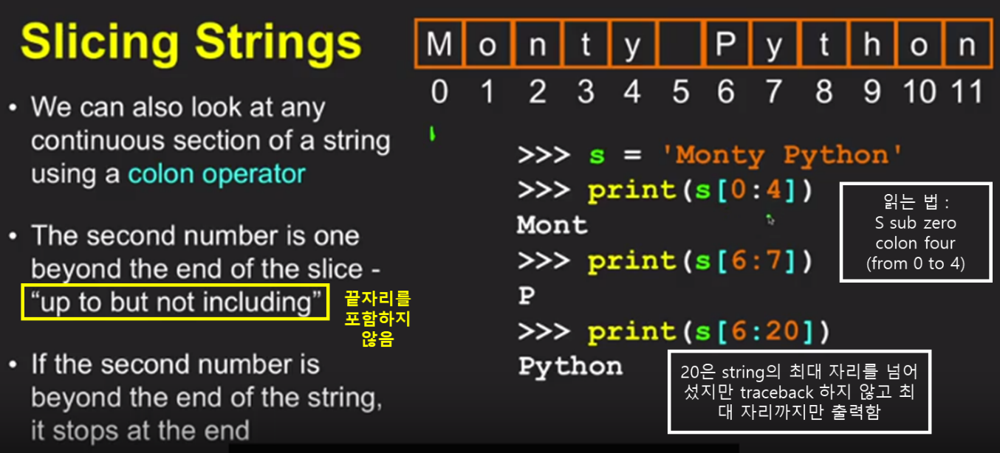 Slicing Strings
M o n t y P y t h o n
0 1 2 3 4 5 6 7 8 9 10 11
• We can also look at any
continuous section of a string
using a colon operator
• The second number is one
beyond the end of the slice -
“up to but not including”
끝자리를
포함하지
않음
• If the second number is
beyond the end of the string,
it stops at the end
>>> s = 'Monty Python'
>>> print(s[0:4])
Mont
>>> print(s[6:7])
P
>>> print(s[6:20])
Python
읽는 법 :
S sub zero
colon four
(from 0 to 4)
20은 string의 최대 자리를 넘어
섰지만 traceback 하지 않고 최
대 자리까지만 출력함